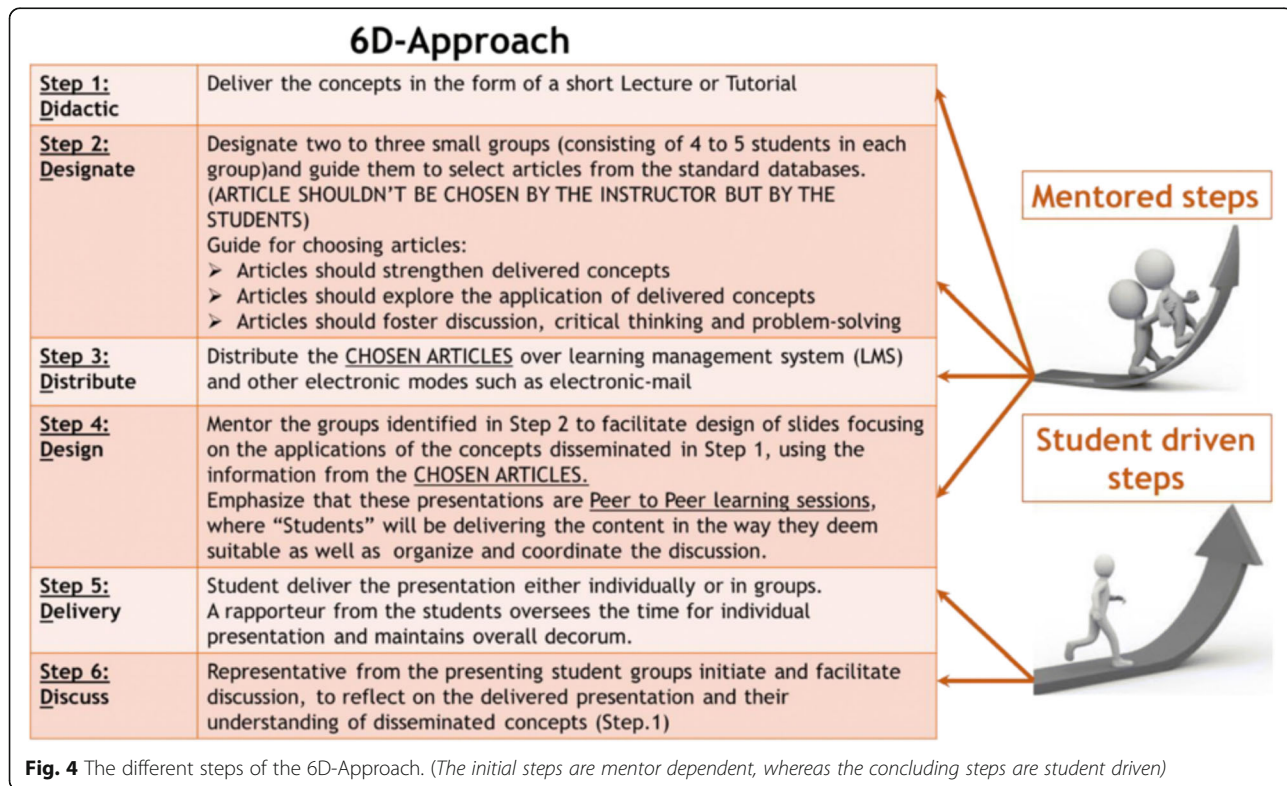 6D-Approach
Step 1:
Didactic
Deliver the concepts in the form of a short Lecture or Tutorial
Step 2:
Designate
Designate two to three small groups (consisting of 4 to 5 students in each
group)and guide them to select articles from the standard databases.
(ARTICLE SHOULDN'T BE CHOSEN BY THE INSTRUCTOR BUT BY THE
STUDENTS)
Guide for choosing articles:
➢ Articles should strengthen delivered concepts
➢ Articles should explore the application of delivered concepts
➢ Articles should foster discussion, critical thinking and problem-solving
Step 3:
Distribute
Distribute the CHOSEN ARTICLES over learning management system (LMS)
and other electronic modes such as electronic-mail
Step 4:
Design
Mentor the groups identified in Step 2 to facilitate design of slides focusing
on the applications of the concepts disseminated in Step 1, using the
information from the CHOSEN ARTICLES.
Emphasize that these presentations are Peer to Peer learning sessions,
where "Students" will be delivering the content in the way they deem
suitable as well as organize and coordinate the discussion.
Step 5:
Delivery
Student deliver the presentation either individually or in groups.
A rapporteur from the students oversees the time for individual
presentation and maintains overall decorum.
Step 6:
Discuss
Representative from the presenting student groups initiate and facilitate
discussion, to reflect on the delivered presentation and their
understanding of disseminated concepts (Step.1)
Mentored steps
Student driven
steps
Fig. 4 The different steps of the 6D-Approach. (The initial steps are mentor dependent, whereas the concluding steps are student driven)